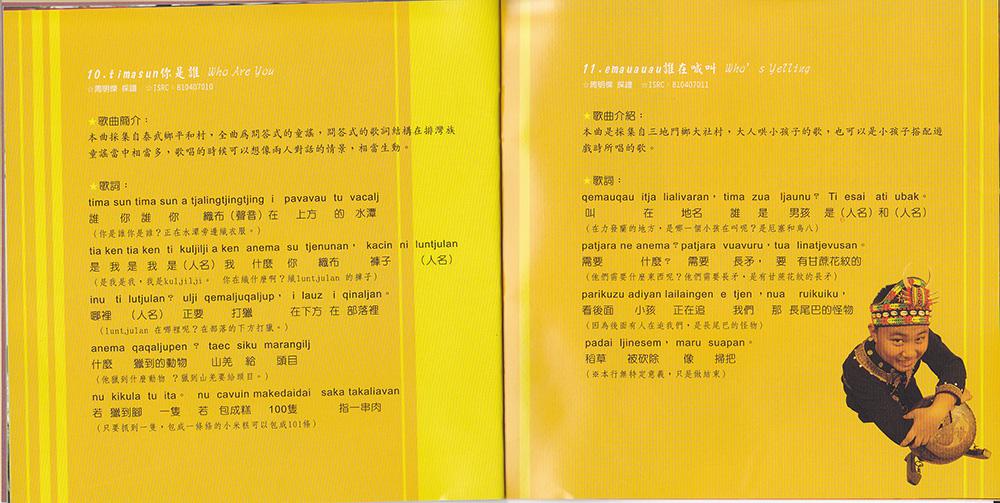 10.timasun你是誰 Who Are You
☆周明傑 採譜 ☆ISRC：810407010
★歌曲簡介：
本曲採集自泰武鄉平和村，全曲為問答式的童謠，問答式的歌詞結構在排灣族
童謠當中相當多，歌唱的時候可以想像兩人對話的情景，相當生動。
★歌詞：
tima sun tima sun a tjalingtjingtjing i pavavau tu vacalj
誰 你 誰 你 織布（聲音）在 上方 的 水潭
（你是誰你是誰？正在水潭旁邊織衣服。）
tia ken tia ken ti kuljilji a ken anema su tjenunan, kacin ni luntjulan
是 我 是 我 是（人名）我 什麼 你 織布 褲子 （人名）
（是我是我，我是kuljilji。 你在織什麼啊？織luntjulan 的褲子）
inu ti lutjulan？ ulji qemaljuqaljup， i lauz i qinaljan。
哪裡 （人名） 正要 打獵 在下方 在 部落裡
（luntjulan 在哪裡呢？在部落的下方打獵。）
anema qaqaljupen？ taec siku marangilj
什麼 獵到的動物 山羌 給 頭目
（他獵到什麼動物 ？獵到山羌要給頭目。）
nu kikula tu ita。 nu cavuin makedaidai saka takaliavan
若 獵到腳 一隻 若 包成糕 100隻 指一串肉
（只要抓到一隻，包成一條條的小米糕可以包成101條）
11.emauauau誰在喊叫 Who's Yelling
☆周明傑 採譜 ☆ISRC：810407011
★歌曲介紹：
本曲是採集自三地門鄉大社村，大人哄小孩子的歌，也可以是小孩子搭配遊
戲時所唱的歌。
★歌詞：
qemauqau itja lialivaran， tima zua ljaunu？ Ti esai ati ubak。
叫 在 地名 誰 是 男孩 是（人名）和（人名）
（在力發蘭的地方，是哪一個小孩在叫呢？是厄塞和烏八）
patjara ne anema？patjara vuavuru，tua linatjevusan。
需要 什麼？ 需要 長矛， 要 有甘蔗花紋的
（他們需要什麼東西呢？他們需要長矛，是有甘蔗花紋的長矛）
parikuzu adiyan lailaingen e tjen ，nua ruikuiku，
看後面 小孩 正在追 我們 那 長尾巴的怪物
（因為後面有人在追我們，是長尾巴的怪物）
padai ljinesem， maru suapan。
稻草 被砍除 像 掃把
（※本行無特定意義，只是做結束）